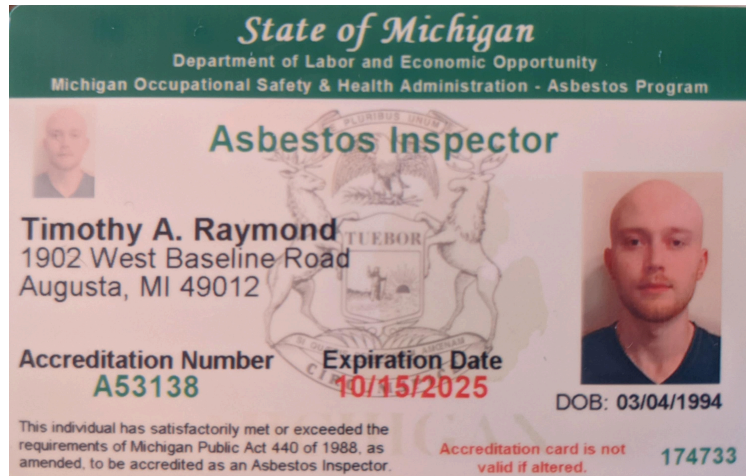 State of Michigan
Department of Labor and Economic Opportunity
Michigan Occupational Safety & Health Administration - Asbestos Program
Asbestos Inspector
PLURIBUS UNUM
Timothy A. Raymond
1902 West Baseline Road
Augusta, MI 49012
TUEBOR
Accreditation Number
A53138
Expiration Date
10/15/2025
DOB: 03/04/1994
This individual has satisfactorily met or exceeded the
requirements of Michigan Public Act 440 of 1988, as
amended, to be accredited as an Asbestos Inspector.
Accreditation card is not
valid if altered.
174733